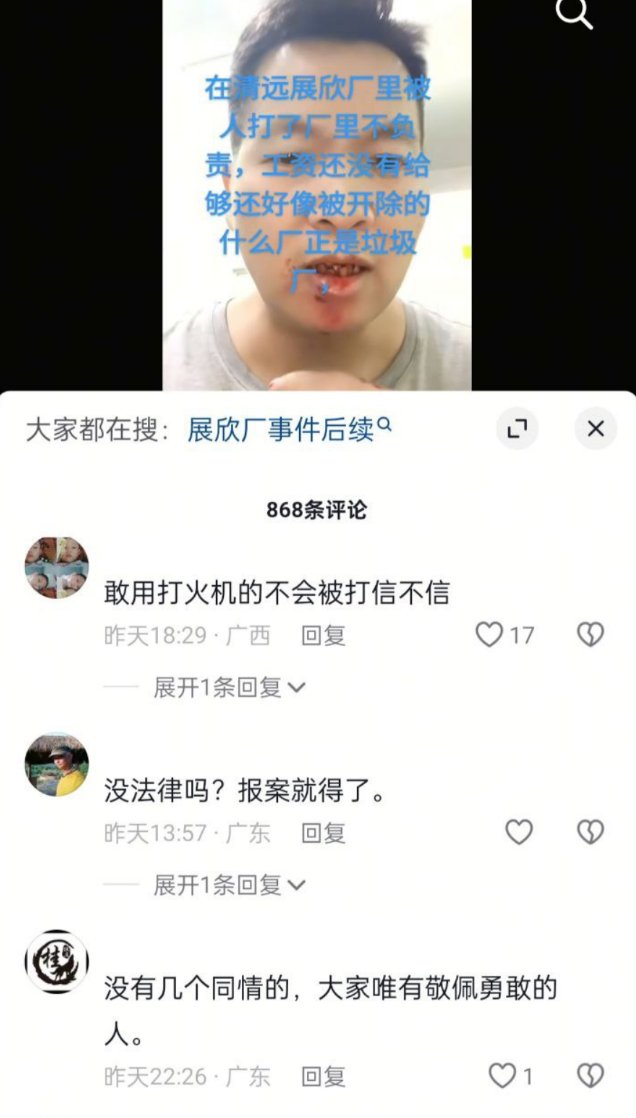 在清远展欣厂里被
人打了厂里不负
责，工资还没有给
够还好像被开除的
什么厂正是垃圾
厂，
大家都在搜：展欣厂事件后续
868条评论
敢用打火机的不会被打信不信
昨天18:29 · 广西 回复 17
展开1条回复
没法律吗？报案就得了。
昨天13:57 · 广东 回复
展开1条回复
桂
没有几个同情的，大家唯有敬佩勇敢的
人。
昨天22:26 · 广东 回复 1